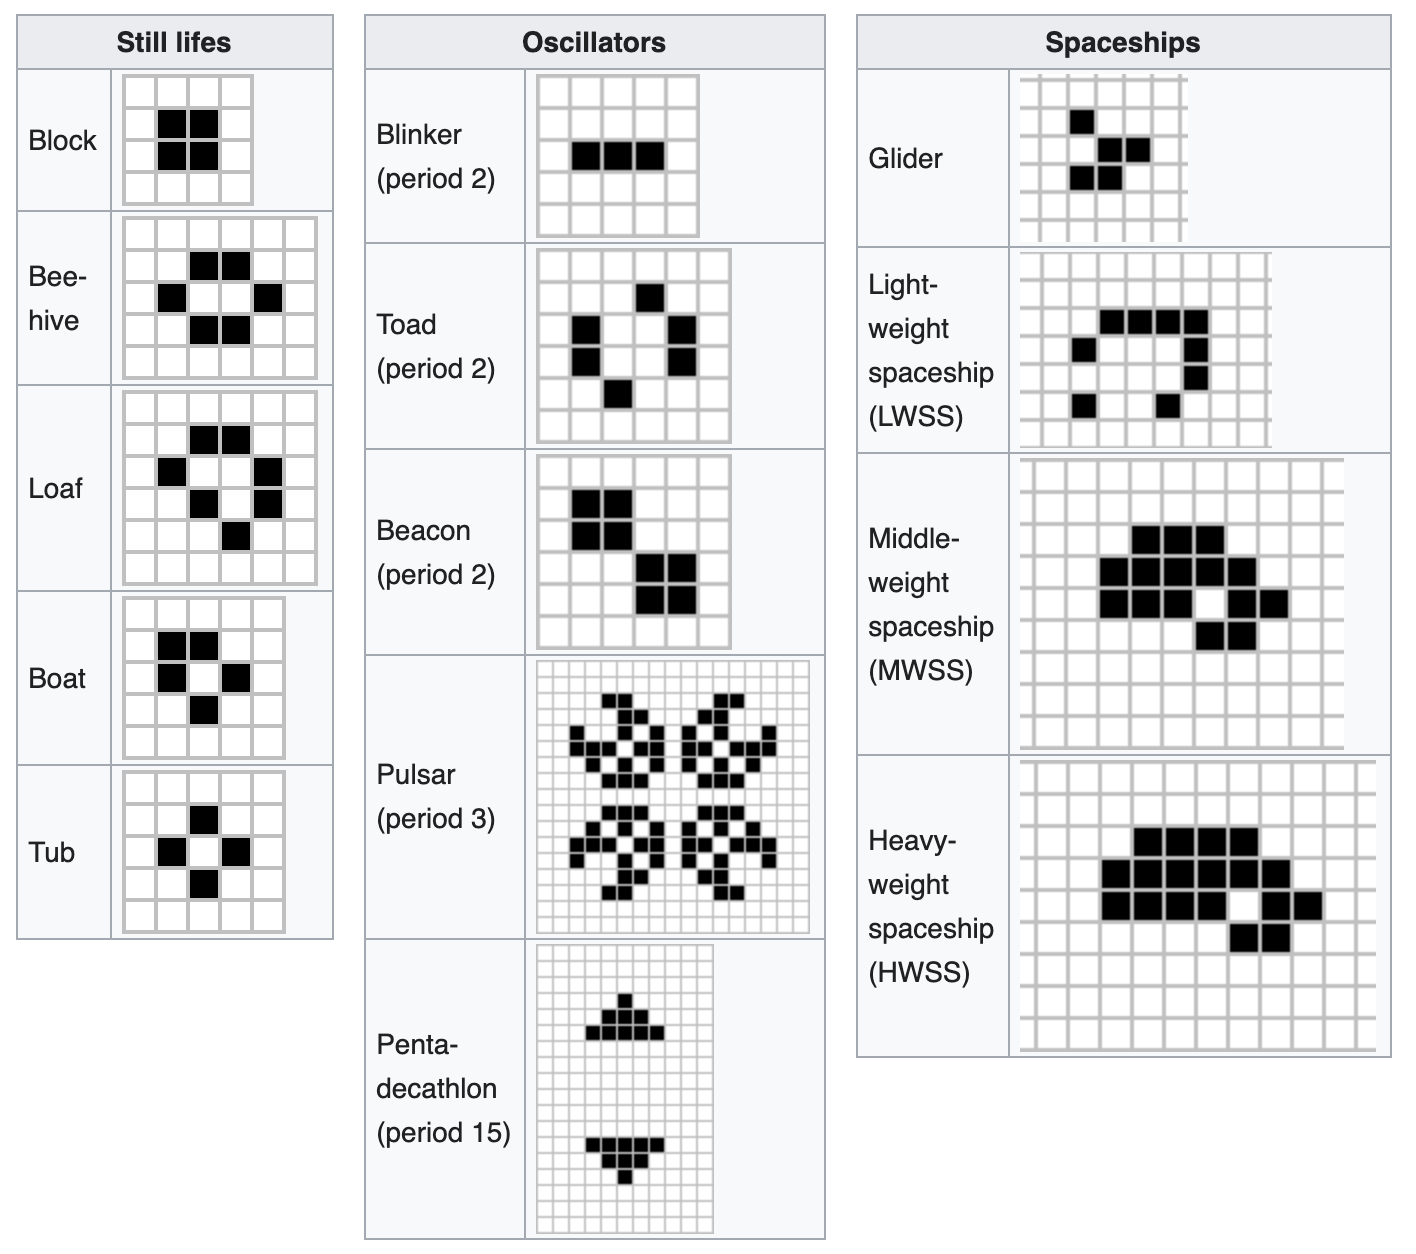 Still lifes
Block
Bee-
hive
Loaf
Boat
Tub
Oscillators
Blinker
(period 2)
Toad
(period 2)
Beacon
(period 2)
Pulsar
(period 3)
Penta-
decathlon
(period 15)
Spaceships
Glider
Light-
weight
spaceship
(LWSS)
Middle-
weight
spaceship
(MWSS)
Heavy-
weight
spaceship
(HWSS)